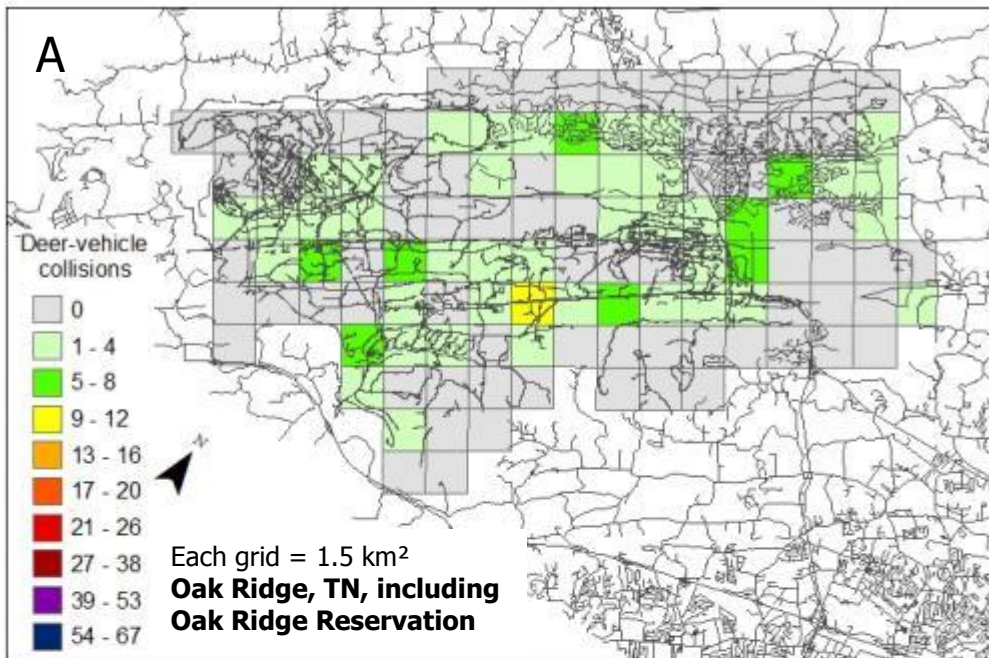 A
Deer-vehicle
collisions
0
1 - 4
5 - 8
9 - 12
13 - 16
17 - 20
21 - 26
27 - 38
39 - 53
54 - 67
N
Each grid = 1.5 km²
Oak Ridge, TN, including
Oak Ridge Reservation